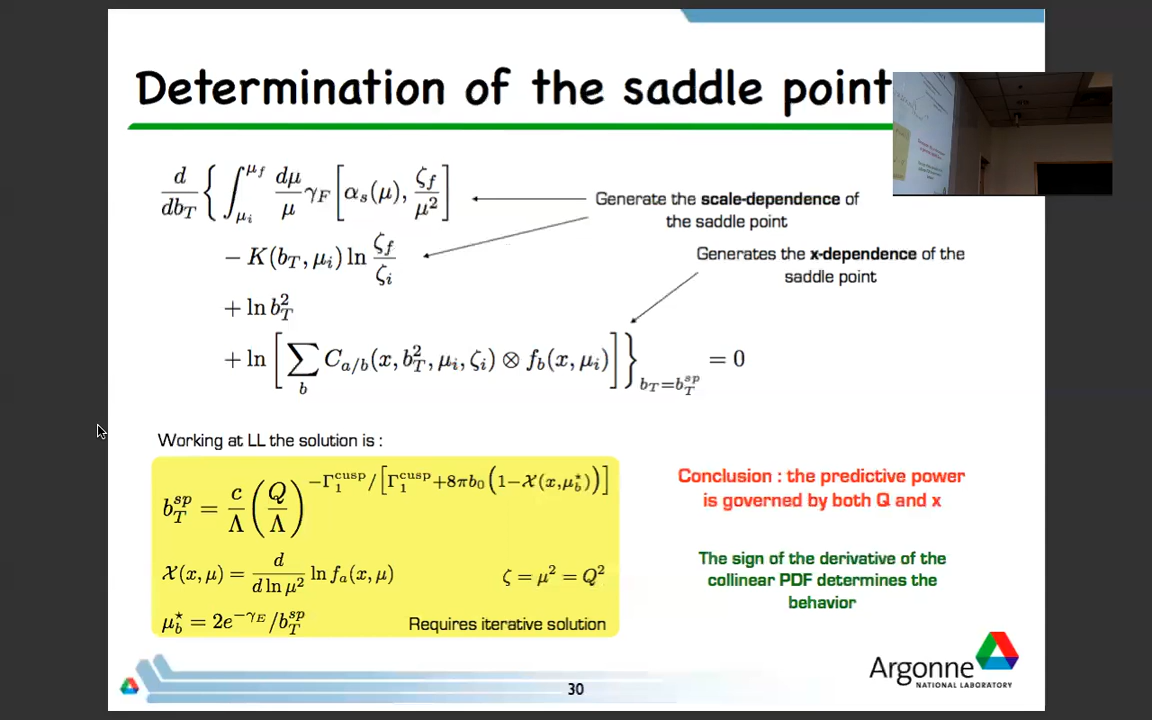 Determination of the saddle point
d/db_T { ∫_{μ_i}^{μ_f} dμ/μ γ_F [ α_s(μ), ζ_f/μ² ]
Generate the scale-dependence of
the saddle point
− K(b_T, μ_i) ln ζ_f/ζ_i
Generates the x-dependence of the
saddle point
+ ln b_T²
+ ln [ ∑_b C_{a/b}(x, b_T², μ_i, ζ_i) ⊗ f_b(x, μ_i) ] }_{b_T=b_T^{sp}} = 0
Working at LL the solution is :
b_T^{sp} = c/Λ (Q/Λ)^{−Γ_1^{cusp}/[Γ_1^{cusp}+8πb_0(1−𝒳(x,μ_b^⋆))]}
𝒳(x, μ) = d/(d ln μ²) ln f_a(x, μ)
ζ = μ² = Q²
μ_b^⋆ = 2e^{−γ_E}/b_T^{sp}
Requires iterative solution
Conclusion : the predictive power
is governed by both Q and x
The sign of the derivative of the
collinear PDF determines the
behavior
30
Argonne
NATIONAL LABORATORY